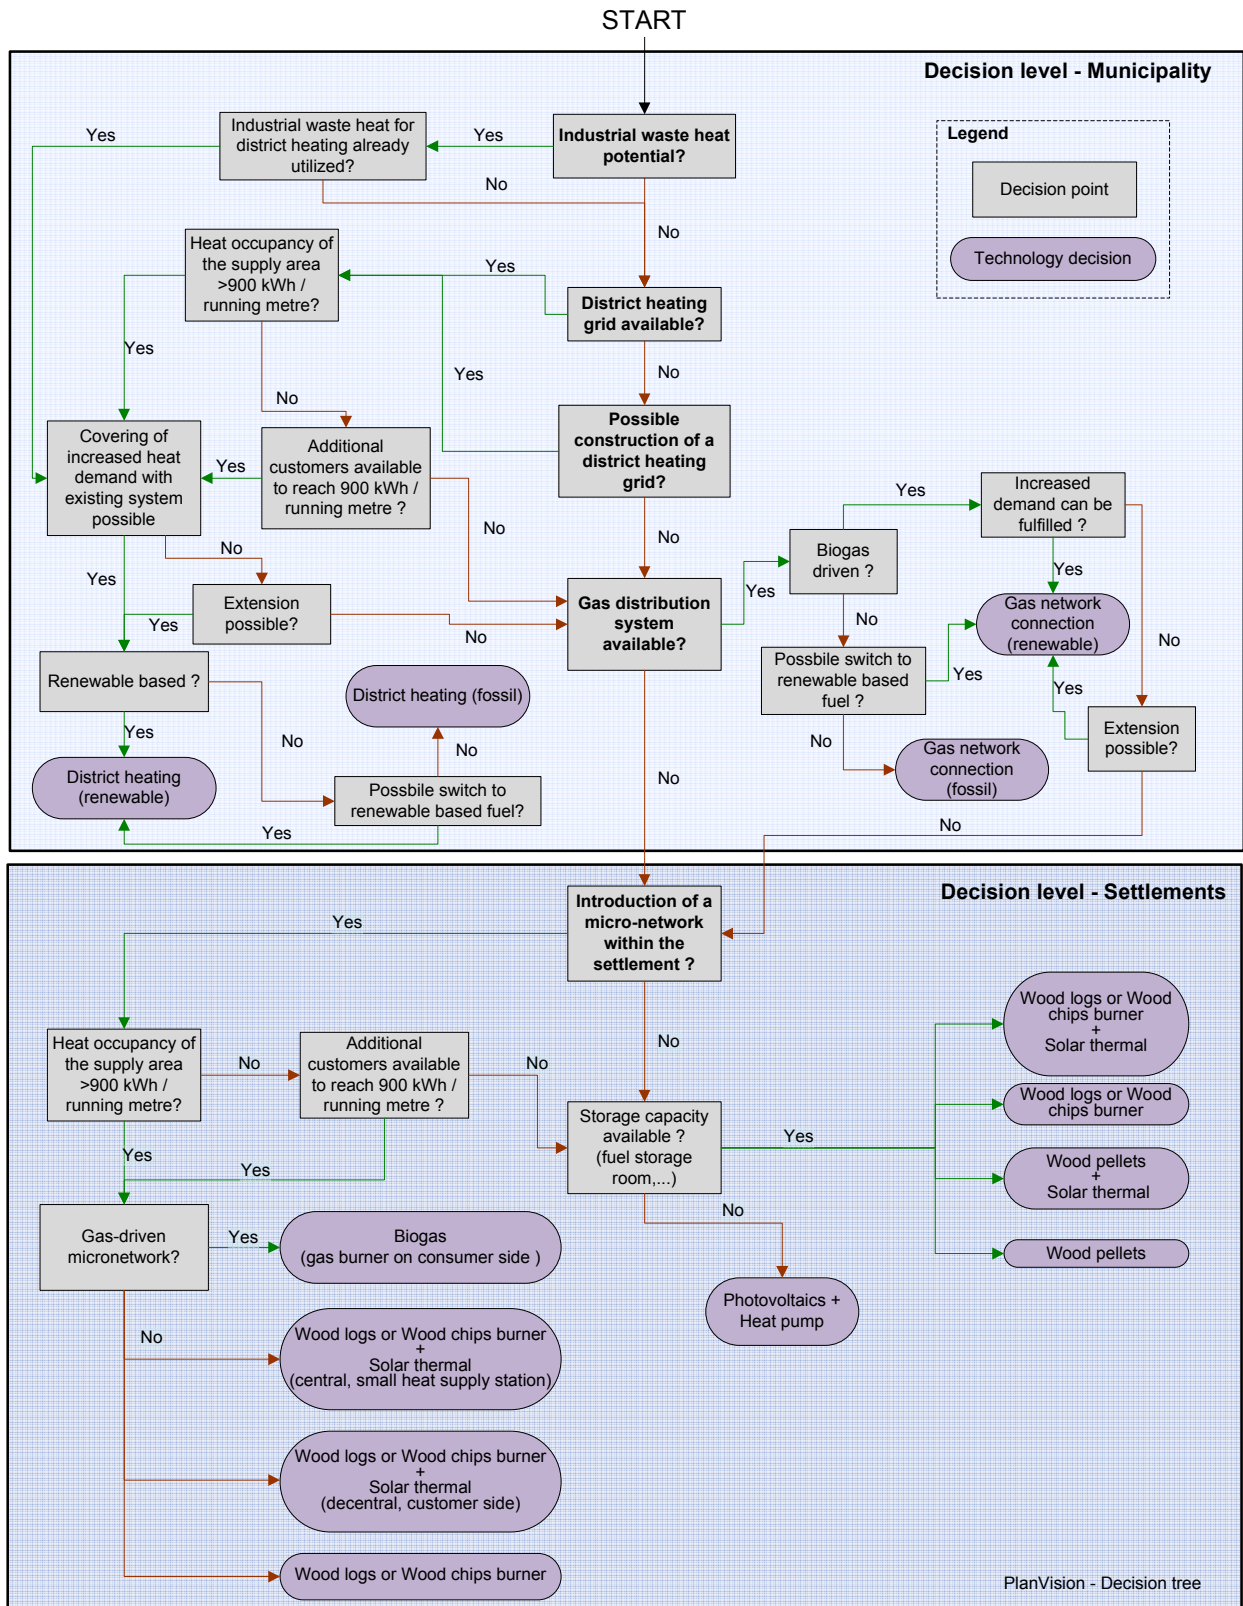 START
Decision level - Municipality
Yes
Industrial waste heat for
district heating already
utilized?
Yes
Industrial waste heat
potential?
Legend
Decision point
Technology decision
No
No
Heat occupancy of
the supply area
>900 kWh /
running metre?
Yes
District heating
grid available?
Yes
Yes
No
No
Possible
construction of a
district heating
grid?
Covering of
increased heat
demand with
existing system
possible
Yes
Additional
customers available
to reach 900 kWh /
running metre ?
No
No
Yes
Increased
demand can be
fulfilled ?
Biogas
driven ?
No
Yes
Extension
possible?
Yes
No
Gas distribution
system
available?
Yes
Yes
Gas network
connection
(renewable)
No
No
Renewable based ?
District heating (fossil)
Possbile switch to
renewable based
fuel ?
Yes
Yes
Yes
No
No
No
Extension
possible?
Gas network
connection
(fossil)
District heating
(renewable)
Possbile switch to
renewable based fuel?
No
Yes
No
Decision level - Settlements
Introduction of a
micro-network
within the
settlement ?
Yes
No
Heat occupancy of
the supply area
>900 kWh /
running metre?
No
Additional
customers available
to reach 900 kWh /
running metre ?
No
Storage capacity
available ?
(fuel storage
room,...)
Yes
Wood logs or Wood
chips burner
+
Solar thermal
Wood logs or Wood
chips burner
Wood pellets
+
Solar thermal
Wood pellets
Yes
Yes
No
Gas-driven
micronetwork?
Yes
Biogas
(gas burner on consumer side )
Photovoltaics +
Heat pump
No
Wood logs or Wood chips burner
+
Solar thermal
(central, small heat supply station)
Wood logs or Wood chips burner
+
Solar thermal
(decentral, customer side)
Wood logs or Wood chips burner
PlanVision - Decision tree